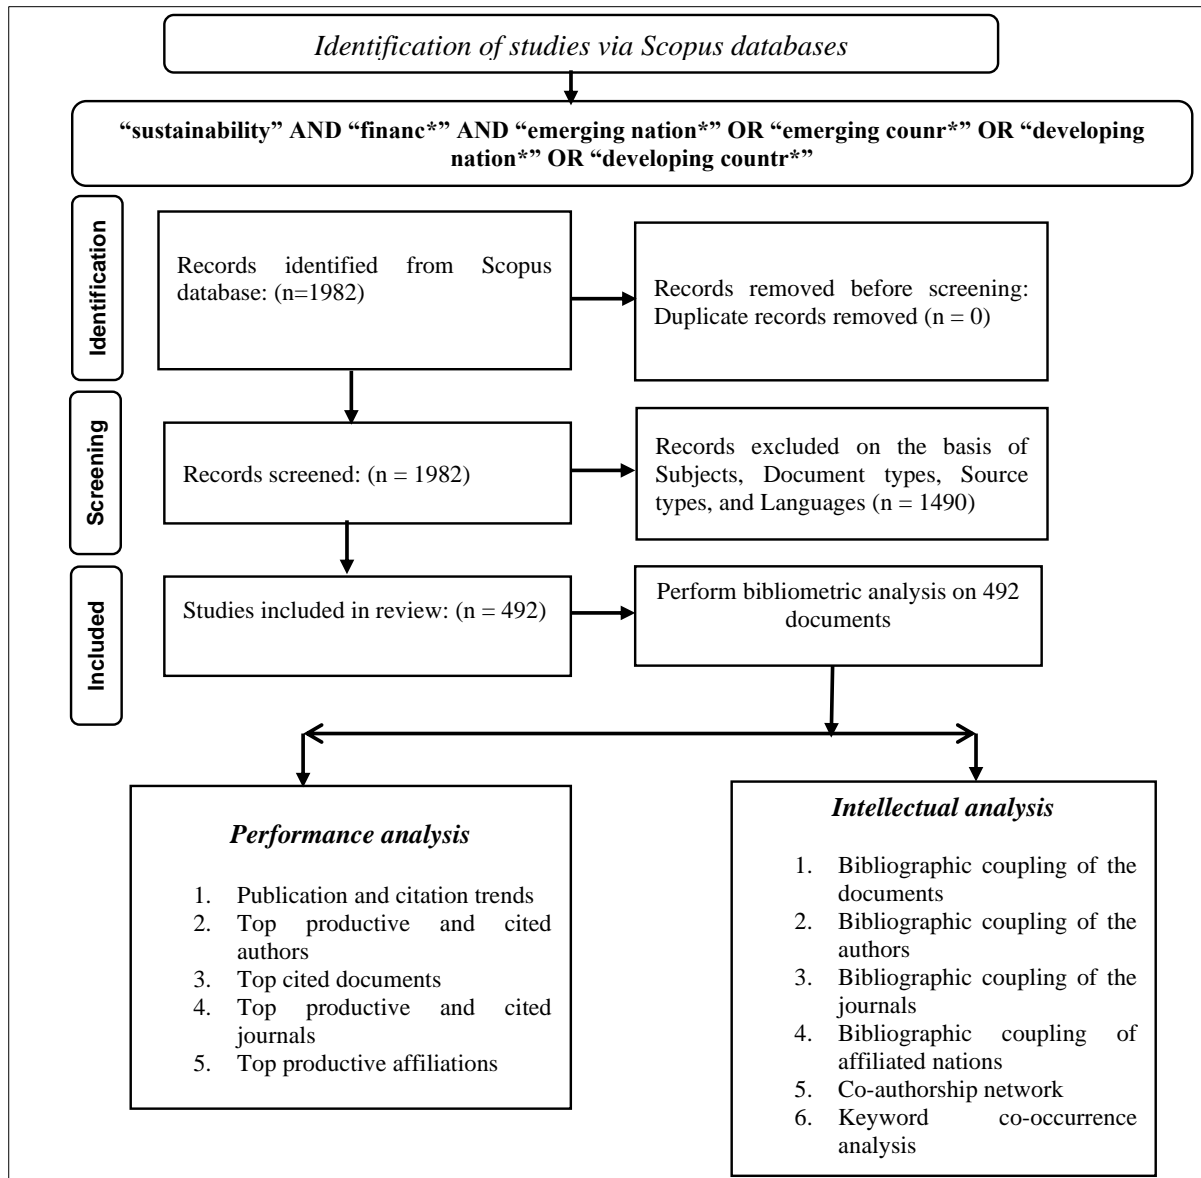 Identification of studies via Scopus databases
“sustainability” AND “financ*” AND “emerging nation*” OR “emerging counr*” OR “developing
nation*” OR “developing countr*”
Identification
Records identified from Scopus
database: (n=1982)
Records removed before screening:
Duplicate records removed (n = 0)
Screening
Records screened: (n = 1982)
Records excluded on the basis of
Subjects, Document types, Source
types, and Languages (n = 1490)
Included
Studies included in review: (n = 492)
Perform bibliometric analysis on 492
documents
Performance analysis
1. Publication and citation trends
2. Top productive and cited
authors
3. Top cited documents
4. Top productive and cited
journals
5. Top productive affiliations
Intellectual analysis
1. Bibliographic coupling of the
documents
2. Bibliographic coupling of the
authors
3. Bibliographic coupling of the
journals
4. Bibliographic coupling of
affiliated nations
5. Co-authorship network
6. Keyword co-occurrence
analysis